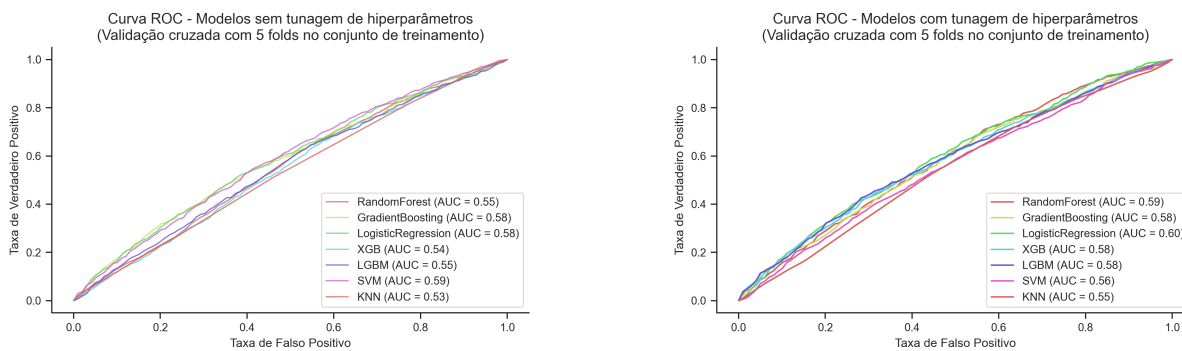 Curva ROC - Modelos sem tunagem de hiperparâmetros
(Validação cruzada com 5 folds no conjunto de treinamento)
Taxa de Verdadeiro Positivo
1.0
0.8
0.6
0.4
0.2
0.0
RandomForest (AUC = 0.55)
GradientBoosting (AUC = 0.58)
LogisticRegression (AUC = 0.58)
XGB (AUC = 0.54)
LGBM (AUC = 0.55)
SVM (AUC = 0.59)
KNN (AUC = 0.53)
0.0 0.2 0.4 0.6 0.8 1.0
Taxa de Falso Positivo
Curva ROC - Modelos com tunagem de hiperparâmetros
(Validação cruzada com 5 folds no conjunto de treinamento)
Taxa de Verdadeiro Positivo
1.0
0.8
0.6
0.4
0.2
0.0
RandomForest (AUC = 0.59)
GradientBoosting (AUC = 0.58)
LogisticRegression (AUC = 0.60)
XGB (AUC = 0.58)
LGBM (AUC = 0.58)
SVM (AUC = 0.56)
KNN (AUC = 0.55)
0.0 0.2 0.4 0.6 0.8 1.0
Taxa de Falso Positivo